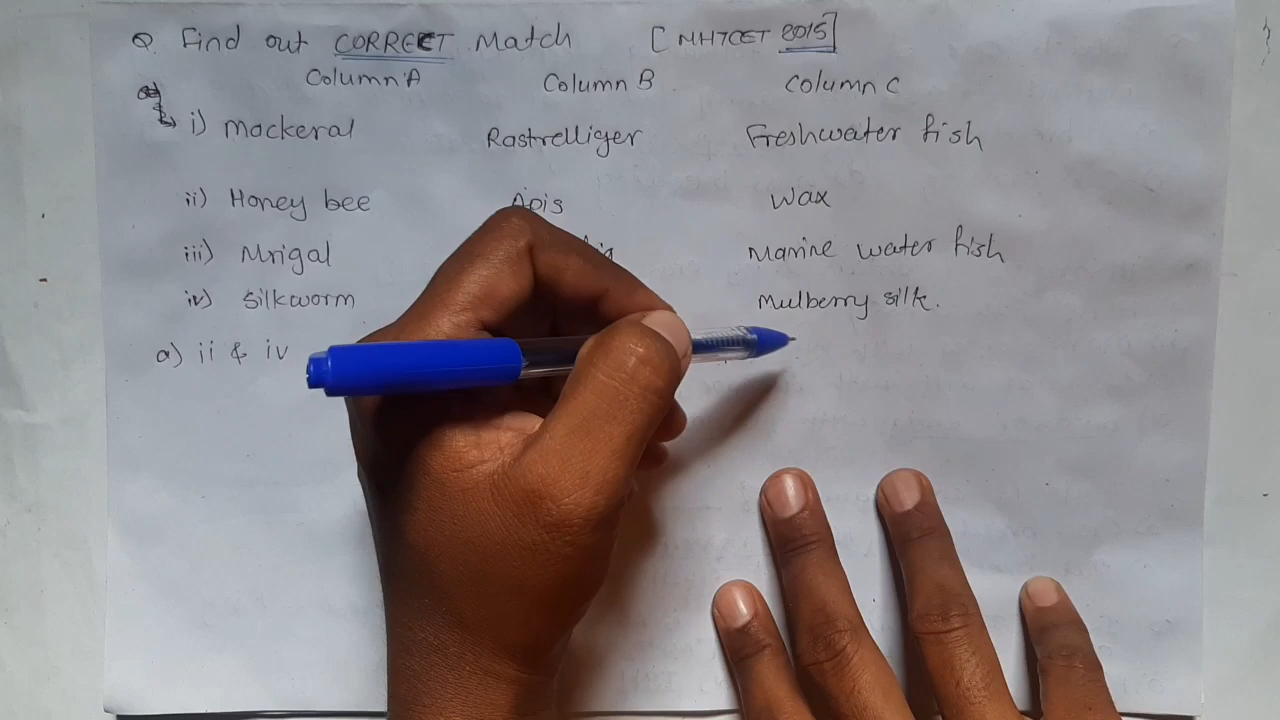 Q. Find out CORRECT Match [MHTCET 2015]
Column A Column B Column C
i) Mackeral Rastrelliger Freshwater fish
ii) Honey bee Apis Wax
iii) Mrigal Marine water fish
iv) Silkworm Mulberry silk.
a) ii & iv